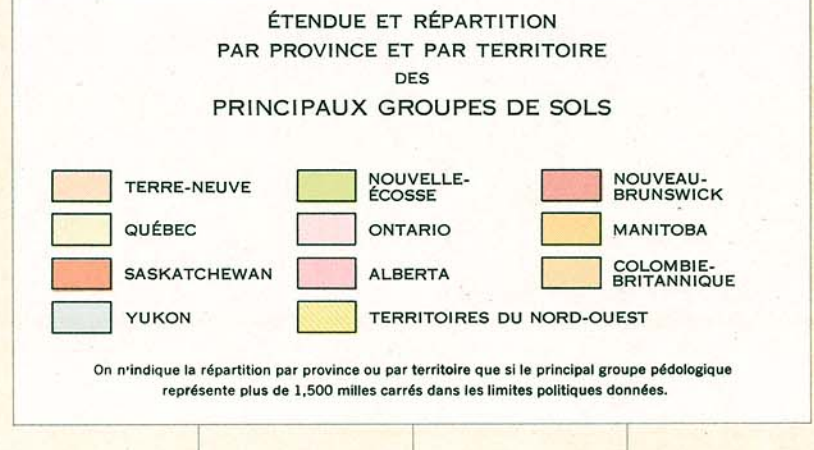 ÉTENDUE ET RÉPARTITION
PAR PROVINCE ET PAR TERRITOIRE
DES
PRINCIPAUX GROUPES DE SOLS
TERRE-NEUVE
NOUVELLE-
ÉCOSSE
NOUVEAU-
BRUNSWICK
QUÉBEC
ONTARIO
MANITOBA
SASKATCHEWAN
ALBERTA
COLOMBIE-
BRITANNIQUE
YUKON
TERRITOIRES DU NORD-OUEST
On n'indique la répartition par province ou par territoire que si le principal groupe pédologique
représente plus de 1,500 milles carrés dans les limites politiques données.